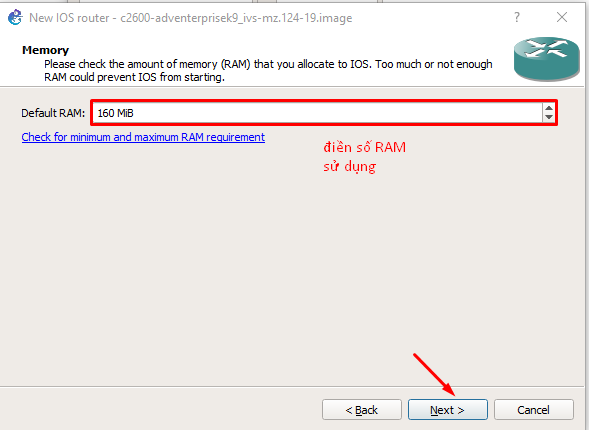 New IOS router - c2600-adventerprisek9_ivs-mz.124-19.image
Memory
Please check the amount of memory (RAM) that you allocate to IOS. Too much or not enough
RAM could prevent IOS from starting.
Default RAM: 160 MiB
Check for minimum and maximum RAM requirement
điền số RAM
sử dụng
< Back Next > Cancel